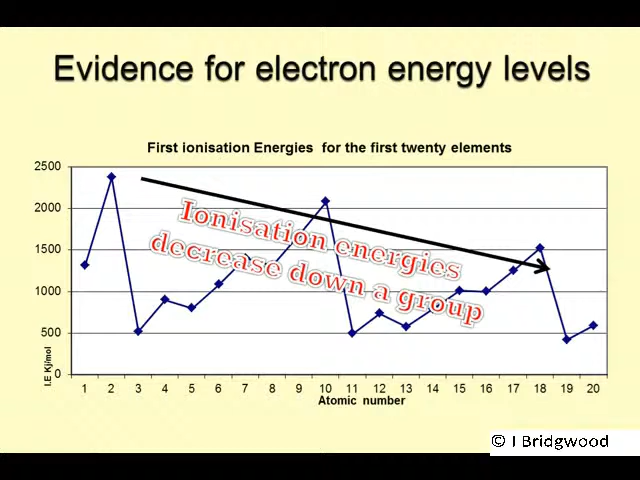 Evidence for electron energy levels
First ionisation Energies for the first twenty elements
2500
2000
1500
1000
500
0
I.E Kj/mol
Ionisation energies
decrease down a group
1 2 3 4 5 6 7 8 9 10 11 12 13 14 15 16 17 18 19 20
Atomic number
© I Bridgwood